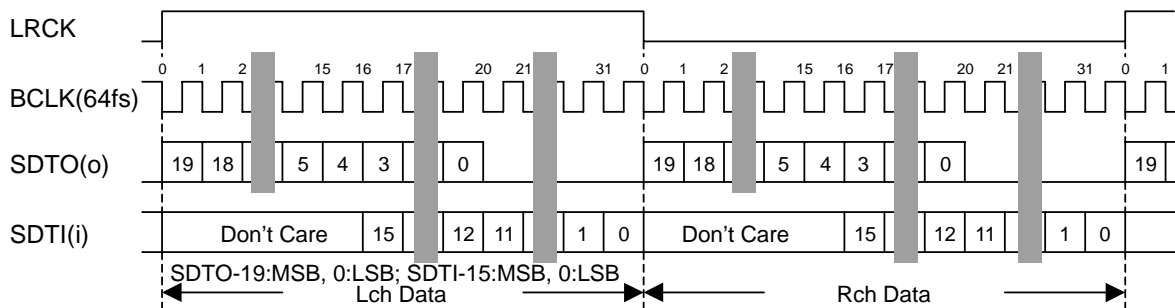 LRCK
0 1 2 15 16 17 20 21 31 0 1 2 15 16 17 20 21 31 0 1
BCLK(64fs)
SDTO(o) 19 18 5 4 3 0 19 18 5 4 3 0 19
SDTI(i) Don't Care 15 12 11 1 0 Don't Care 15 12 11 1 0
SDTO-19:MSB, 0:LSB; SDTI-15:MSB, 0:LSB
Lch Data Rch Data